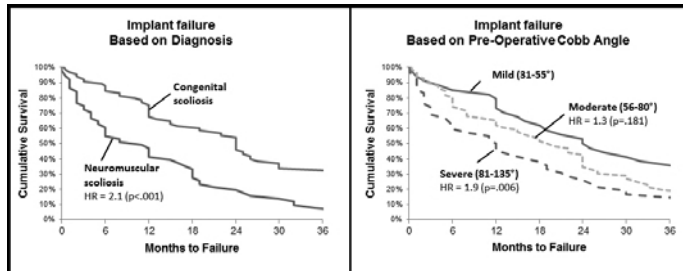 Implant failure
Based on Diagnosis
Cumulative Survival
100%
90%
80%
70%
60%
50%
40%
30%
20%
10%
0%
Congenital
scoliosis
Neuromuscular
scoliosis
HR = 2.1 (p<.001)
0 6 12 18 24 30 36
Months to Failure
Implant failure
Based on Pre-Operative Cobb Angle
Cumulative Survival
100%
90%
80%
70%
60%
50%
40%
30%
20%
10%
0%
Mild (81-55°)
Moderate (56-80°)
HR = 1.3 (p=.181)
Severe (81-135°)
HR = 1.9 (p=.006)
0 6 12 18 24 30 36
Months to Failure